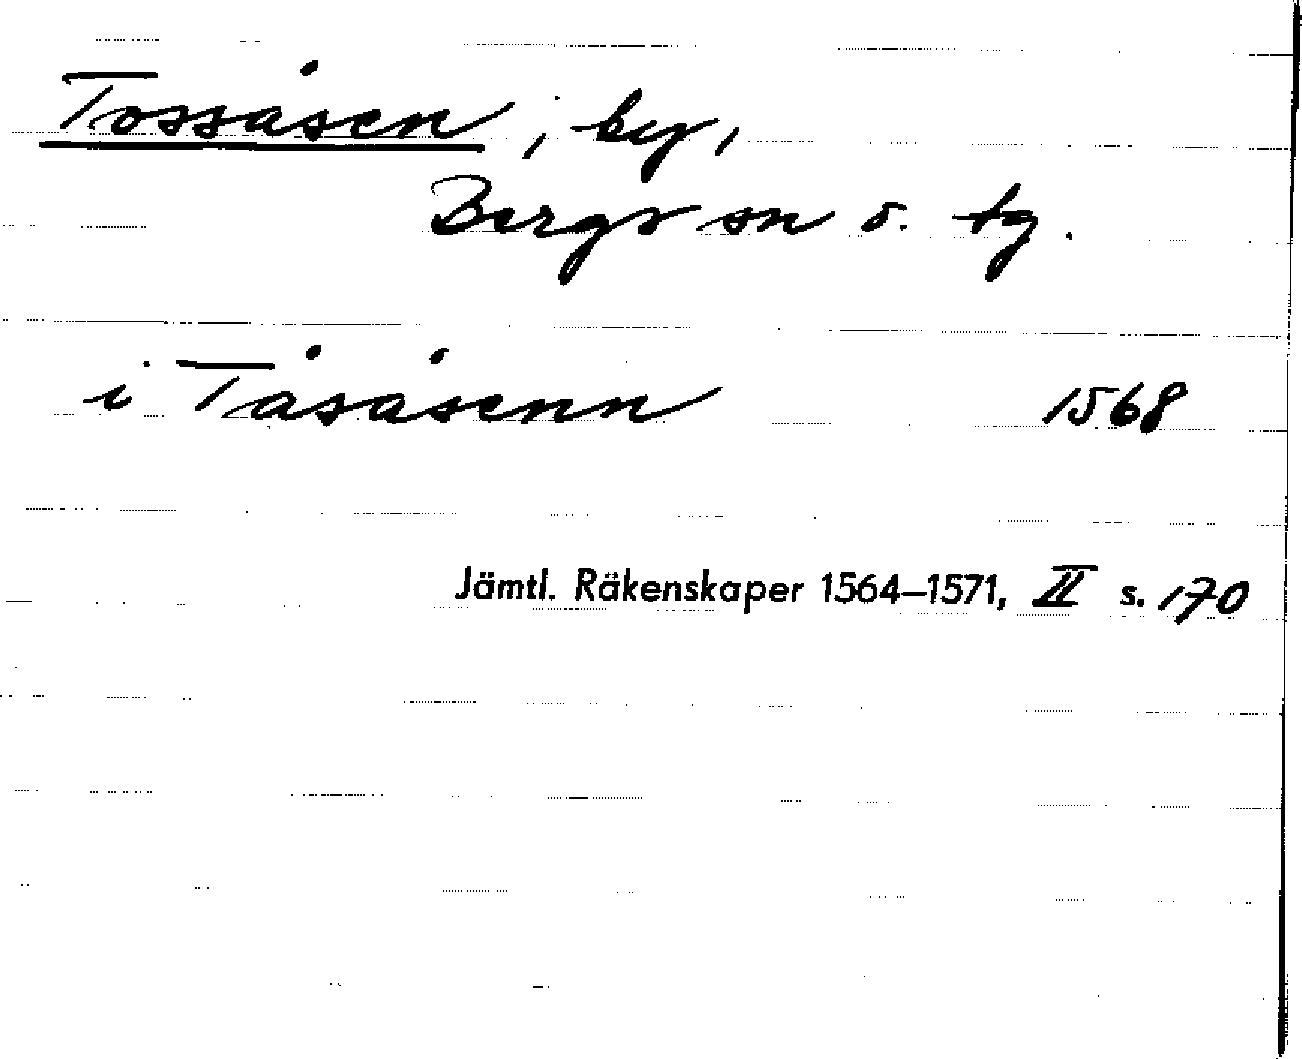 Tossåsen, by,
Bergs sn o. tg.
i Tåsåsenn 1568
Jämtl. Räkenskaper 1564–1571, II s. 170